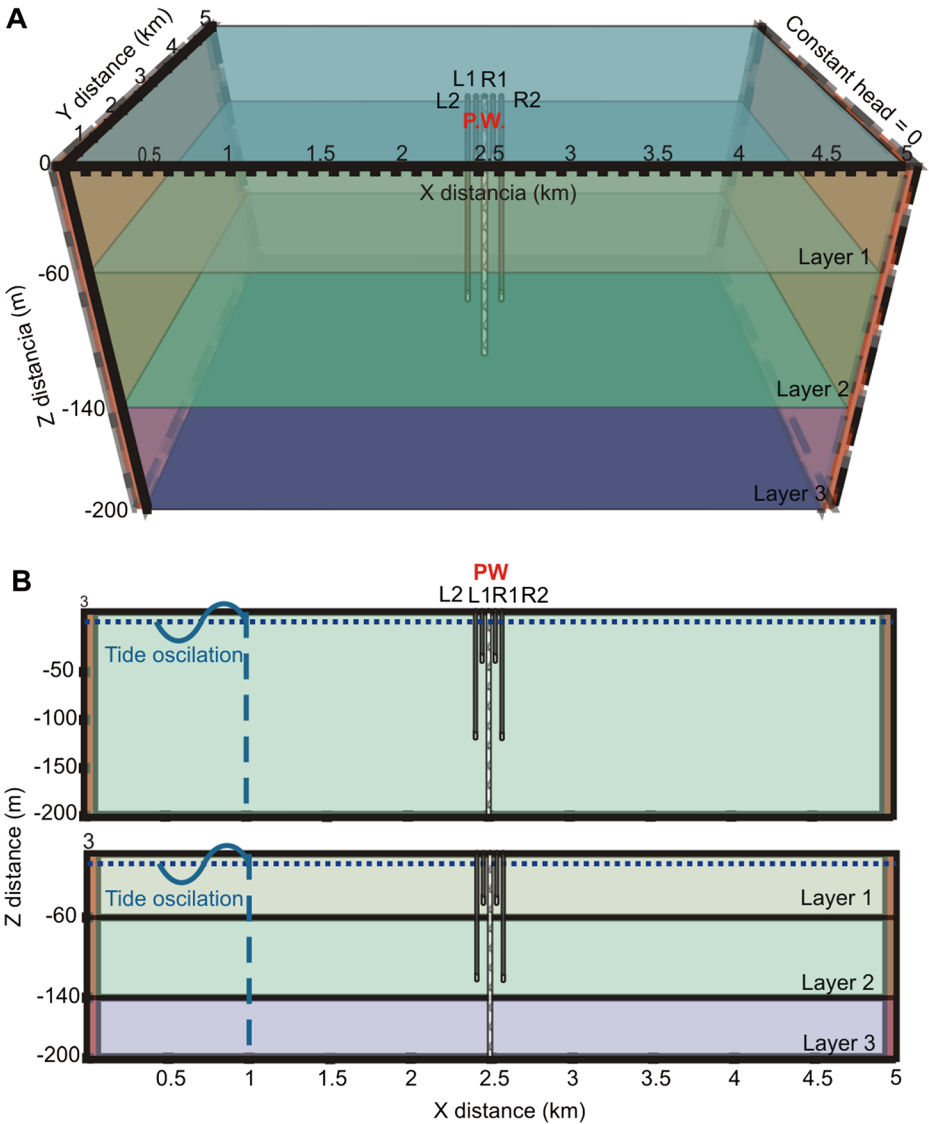 A
Y distance (km)
5
4
3
2
1
0
Constant head = 0
L1 R1
L2 R2
P.W.
0.5 1 1.5 2 2.5 3 3.5 4 4.5 5
X distancia (km)
Z distancia (m)
-60
-140
-200
Layer 1
Layer 2
Layer 3
B
PW
L2 L1R1R2
3
Tide oscilation
-50
-100
-150
-200
Z distance (m)
3
Tide oscilation
Layer 1
-60
Layer 2
-140
Layer 3
-200
0.5 1 1.5 2 2.5 3 3.5 4 4.5 5
X distance (km)